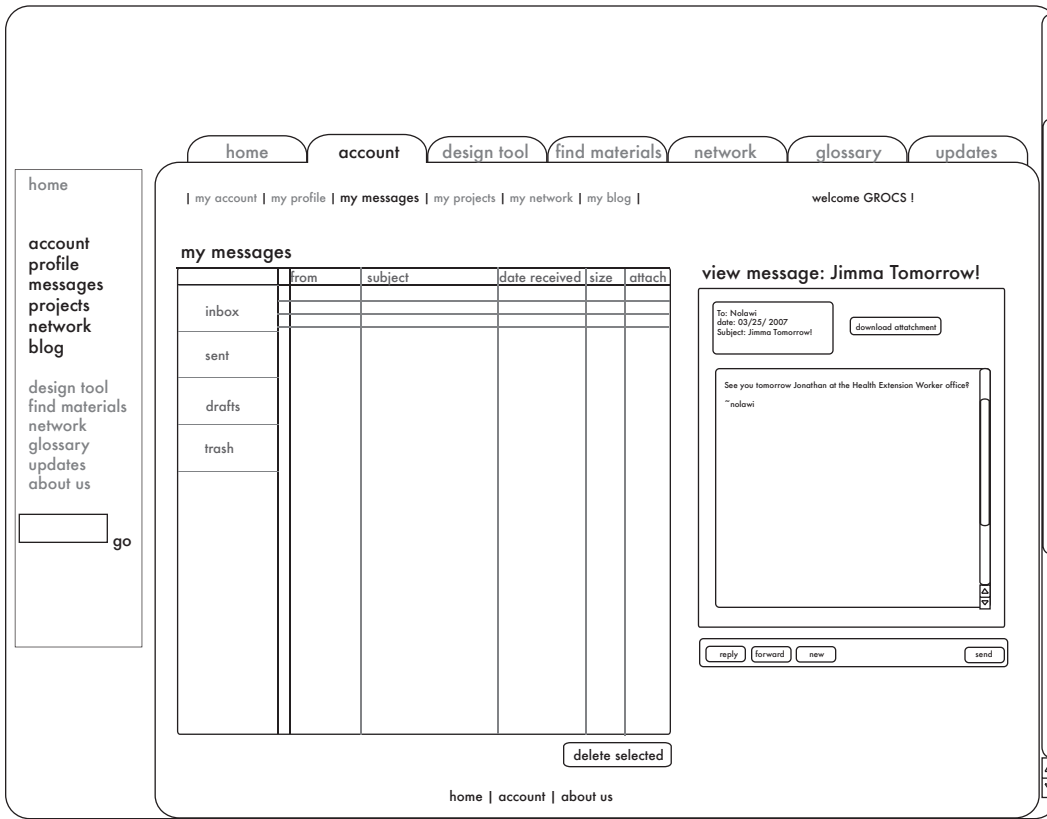 home account design tool find materials network glossary updates
home
account
profile
messages
projects
network
blog
design tool
find materials
network
glossary
updates
about us
go
| my account | my profile | my messages | my projects | my network | my blog |
welcome GROCS !
my messages
from subject date received size attach
inbox
sent
drafts
trash
delete selected
view message: Jimma Tomorrow!
To: Nolawi
date: 03/25/ 2007
Subject: Jimma Tomorrow!
download attatchment
See you tomorrow Jonathan at the Health Extension Worker office?
~nolawi
reply forward new send
home | account | about us